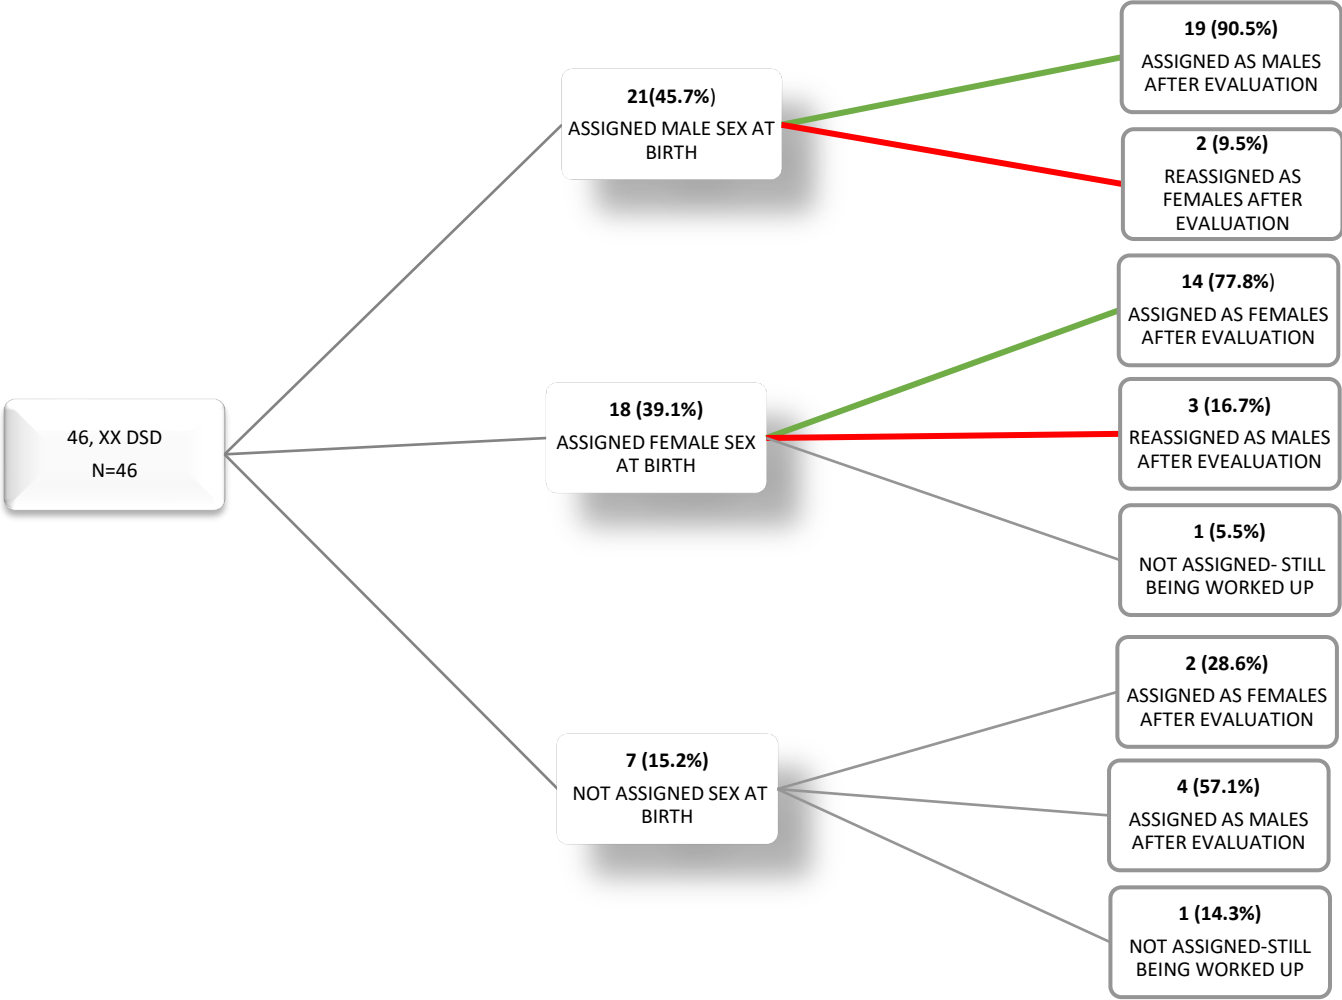 46, XX DSD
N=46
21(45.7%)
ASSIGNED MALE SEX AT
BIRTH
19 (90.5%)
ASSIGNED AS MALES
AFTER EVALUATION
2 (9.5%)
REASSIGNED AS
FEMALES AFTER
EVALUATION
18 (39.1%)
ASSIGNED FEMALE SEX
AT BIRTH
14 (77.8%)
ASSIGNED AS FEMALES
AFTER EVALUATION
3 (16.7%)
REASSIGNED AS MALES
AFTER EVEALUATION
1 (5.5%)
NOT ASSIGNED- STILL
BEING WORKED UP
7 (15.2%)
NOT ASSIGNED SEX AT
BIRTH
2 (28.6%)
ASSIGNED AS FEMALES
AFTER EVALUATION
4 (57.1%)
ASSIGNED AS MALES
AFTER EVALUATION
1 (14.3%)
NOT ASSIGNED-STILL
BEING WORKED UP